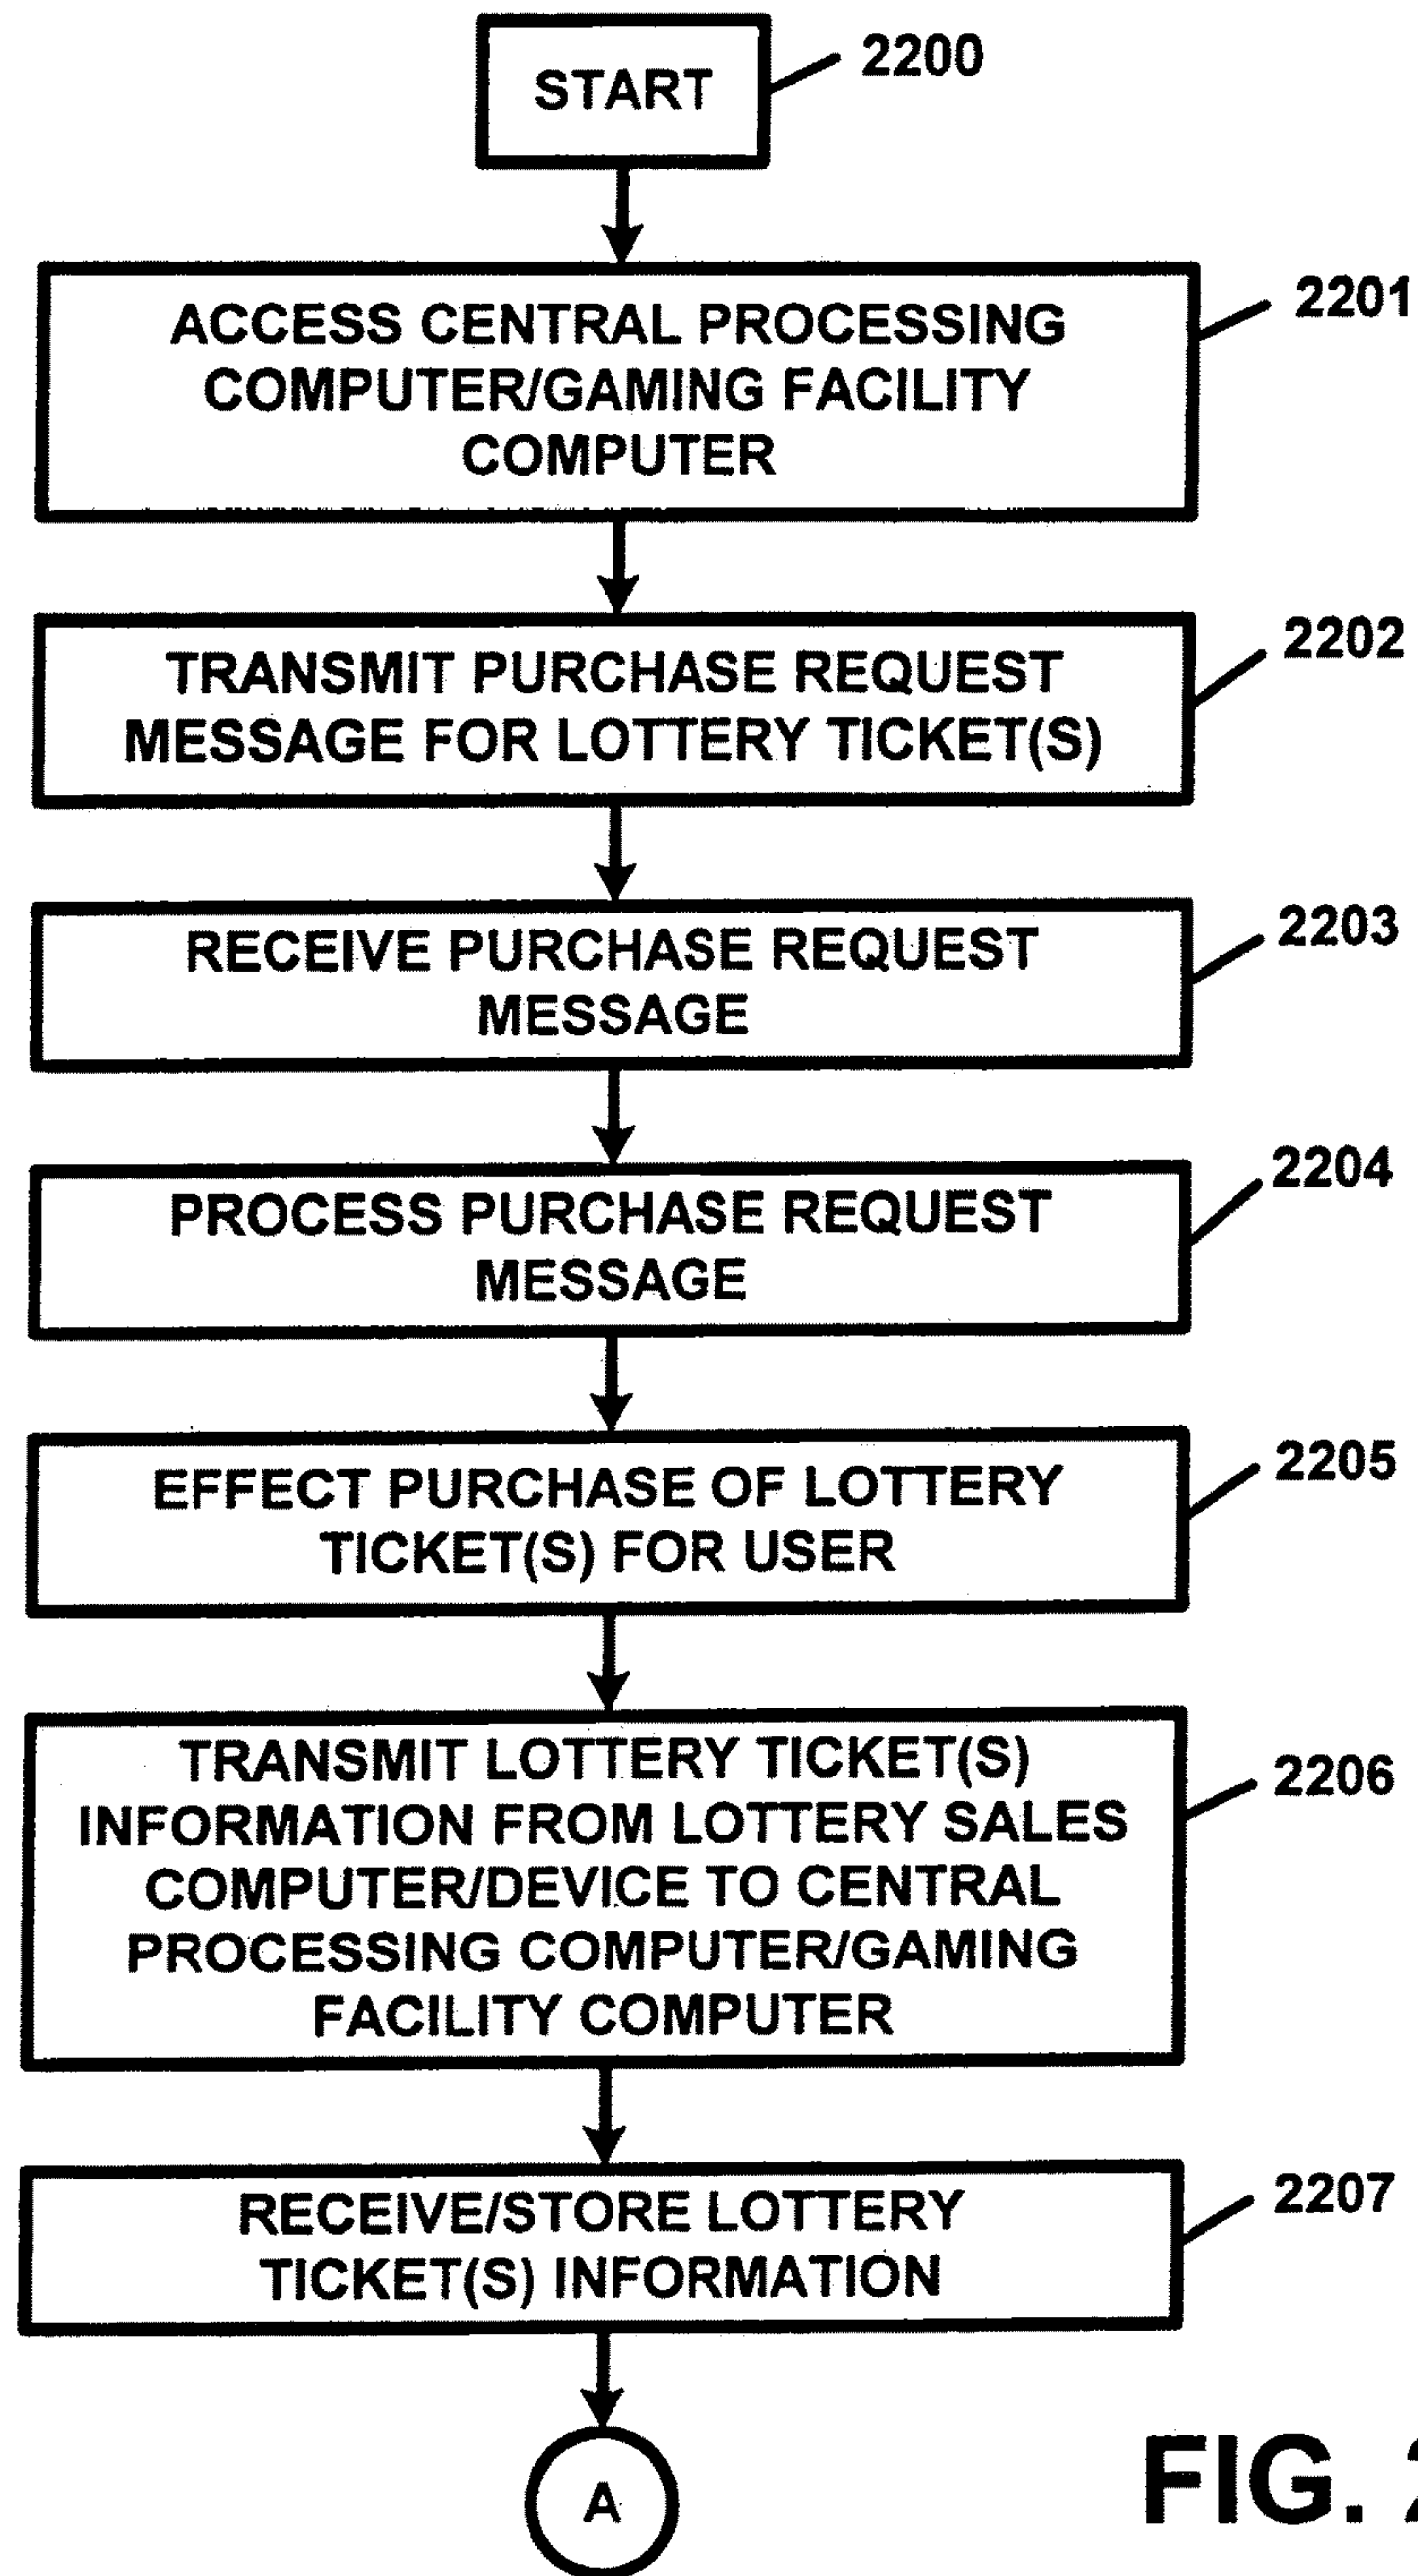 START
2200
ACCESS CENTRAL PROCESSING
COMPUTER/GAMING FACILITY
COMPUTER
2201
TRANSMIT PURCHASE REQUEST
MESSAGE FOR LOTTERY TICKET(S)
2202
RECEIVE PURCHASE REQUEST
MESSAGE
2203
PROCESS PURCHASE REQUEST
MESSAGE
2204
EFFECT PURCHASE OF LOTTERY
TICKET(S) FOR USER
2205
TRANSMIT LOTTERY TICKET(S)
INFORMATION FROM LOTTERY SALES
COMPUTER/DEVICE TO CENTRAL
PROCESSING COMPUTER/GAMING
FACILITY COMPUTER
2206
RECEIVE/STORE LOTTERY
TICKET(S) INFORMATION
2207
A
FIG.